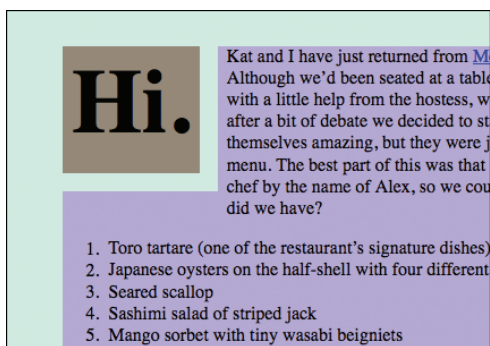 Hi.
Kat and I have just returned from
Although we’d been seated at a table
with a little help from the hostess, w
after a bit of debate we decided to st
themselves amazing, but they were j
menu. The best part of this was that
chef by the name of Alex, so we cou
did we have?
1. Toro tartare (one of the restaurant’s signature dishes)
2. Japanese oysters on the half-shell with four different
3. Seared scallop
4. Sashimi salad of striped jack
5. Mango sorbet with tiny wasabi beigniets